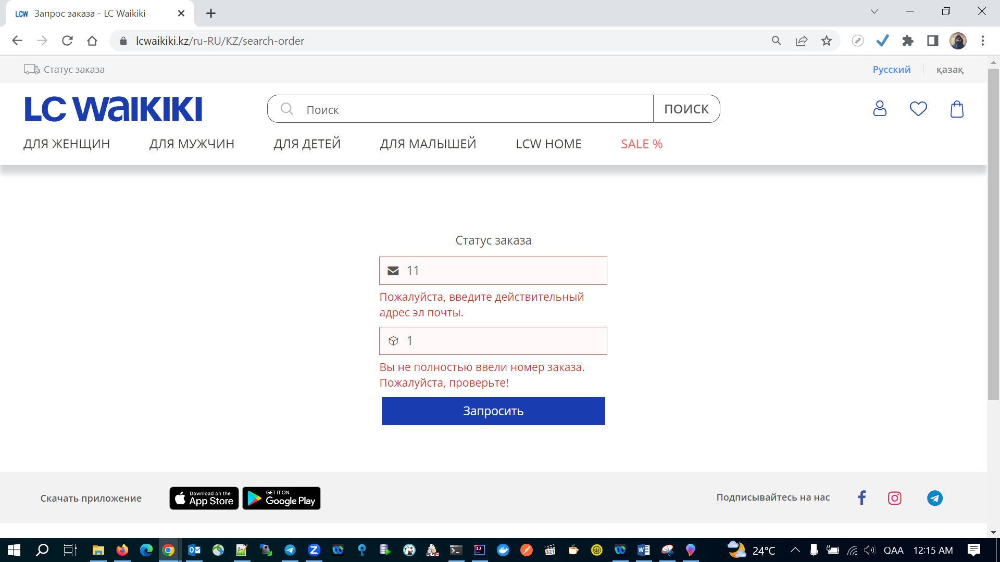 LCW Запрос заказа - LC Waikiki
lcwaikiki.kz/ru-RU/KZ/search-order
Статус заказа
Русский
қазақ
LC WAIKIKI
Поиск
ПОИСК
ДЛЯ ЖЕНЩИН
ДЛЯ МУЖЧИН
ДЛЯ ДЕТЕЙ
ДЛЯ МАЛЫШЕЙ
LCW HOME
SALE %
Статус заказа
11
Пожалуйста, введите действительный
адрес эл почты.
1
Вы не полностью ввели номер заказа.
Пожалуйста, проверьте!
Запросить
Скачать приложение
Download on the
App Store
GET IT ON
Google Play
Подписывайтесь на нас
24°C
QAA
12:15 AM